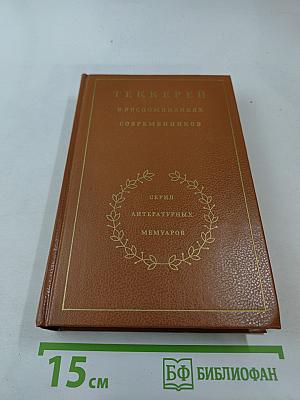 ТЕККЕРЕЙ
В ВОСПОМИНАНИЯХ
СОВРЕМЕННИКОВ
СЕРИЯ
ЛИТЕРАТУРНЫХ
МЕМУАРОВ
15 см
БФ БИБЛИОФАН